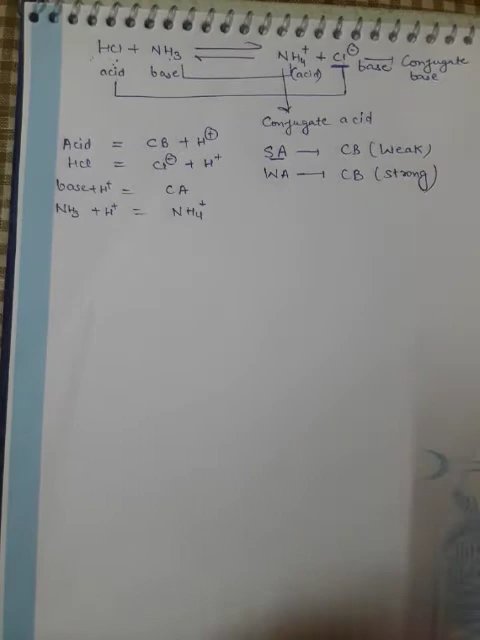 HCl + NH₃ ⇌ NH₄⁺ + Cl⊖
acid base (acid) base → Conjugate base
Conjugate acid
Acid = CB + H⊕
HCl = Cl⊖ + H⁺
base + H⁺ = CA
NH₃ + H⁺ = NH₄⁺
SA → CB (Weak)
WA → CB (strong)